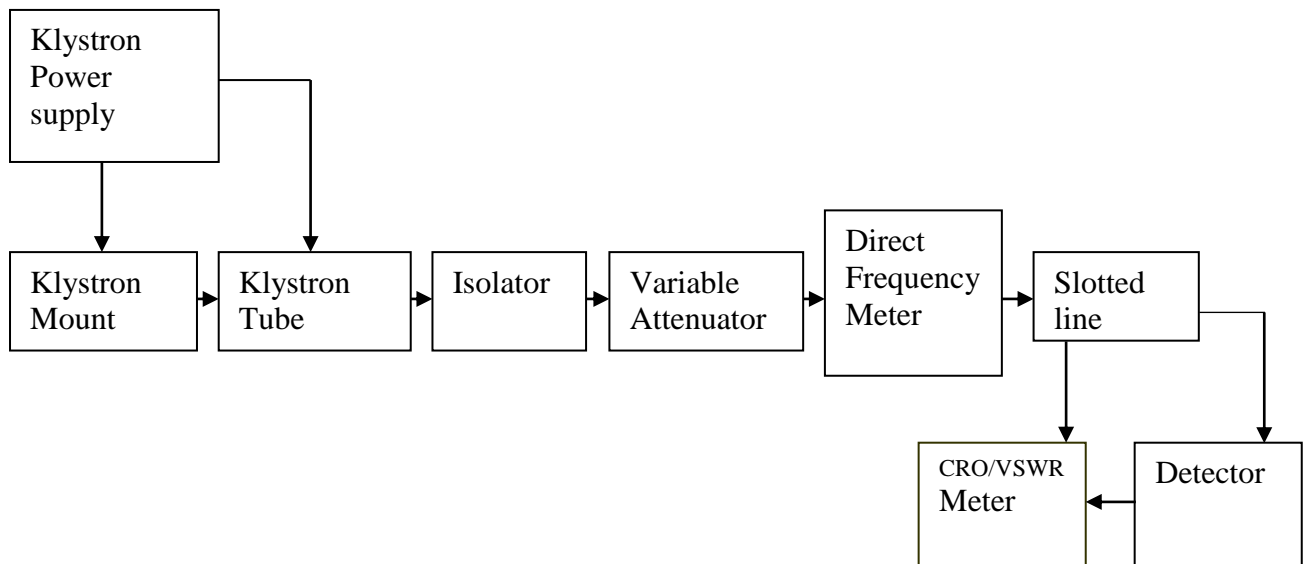 Klystron
Power
supply
Klystron
Mount
Klystron
Tube
Isolator
Variable
Attenuator
Direct
Frequency
Meter
Slotted
line
CRO/VSWR
Meter
Detector